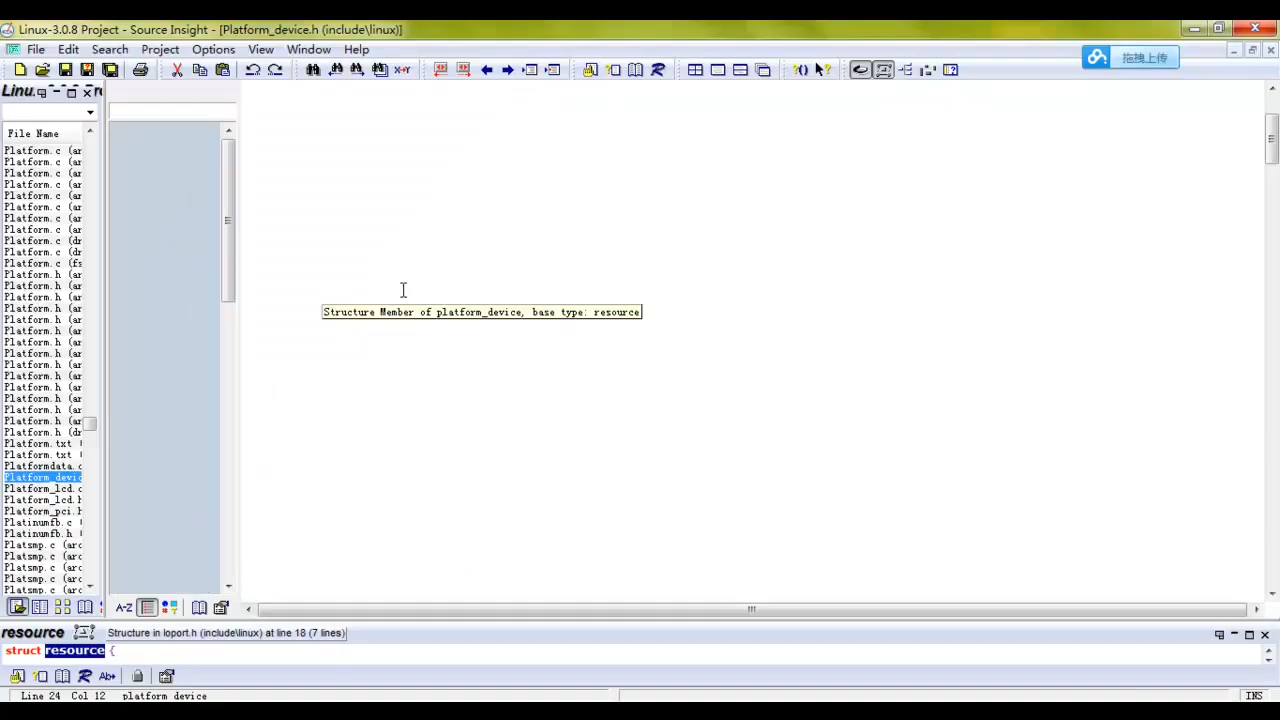 Linux-3.0.8 Project - Source Insight - [Platform_device.h (include\linux)]
File Edit Search Project Options View Window Help
拖拽上传
File Name
Platform.c (ar
Platform.c (ar
Platform.c (ar
Platform.c (ar
Platform.c (ar
Platform.c (ar
Platform.c (ar
Platform.c (ar
Platform.c (dr
Platform.c (dr
Platform.c (fs
Platform.h (ar
Platform.h (ar
Platform.h (ar
Platform.h (ar
Platform.h (ar
Platform.h (ar
Platform.h (ar
Platform.h (ar
Platform.h (ar
Platform.h (ar
Platform.h (ar
Platform.h (ar
Platform.h (ar
Platform.h (ar
Platform.h (dr
Platform.txt
Platform.txt
Platformdata.c
Platform_devic
Platform_lcd.c
Platform_lcd.h
Platform_pci.h
Platinumfb.c
Platinumfb.h
Platsmp.c (arc
Platsmp.c (arc
Platsmp.c (arc
Platsmp.c (arc
Platsmp.c (arc
Structure Member of platform_device, base type: resource
A-Z
resource Structure in Ioport.h (include\linux) at line 18 (7 lines)
struct resource {
Line 24 Col 12 platform_device
INS